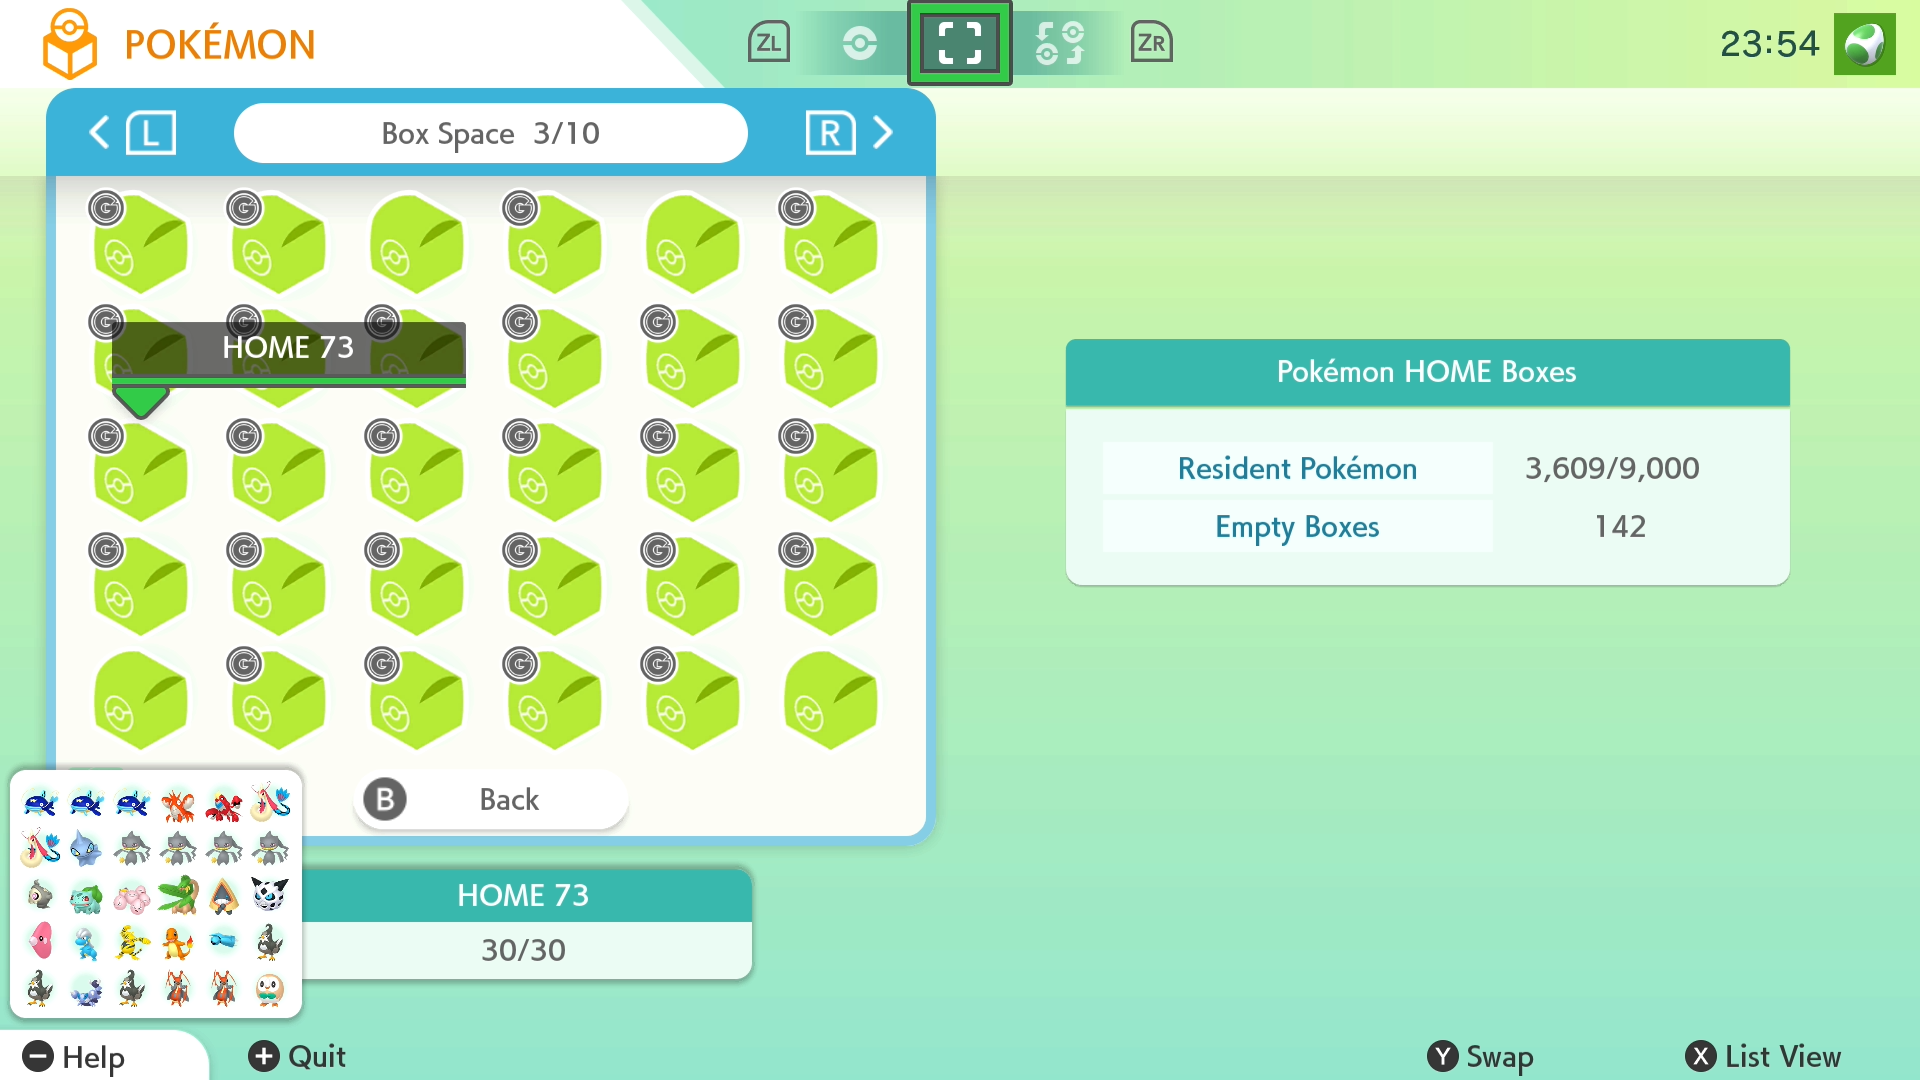 POKÉMON
ZL
ZR
23:54
L
Box Space 3/10
R
HOME 73
Pokémon HOME Boxes
Resident Pokémon 3,609/9,000
Empty Boxes 142
B Back
HOME 73
30/30
Help
Quit
Y Swap
X List View